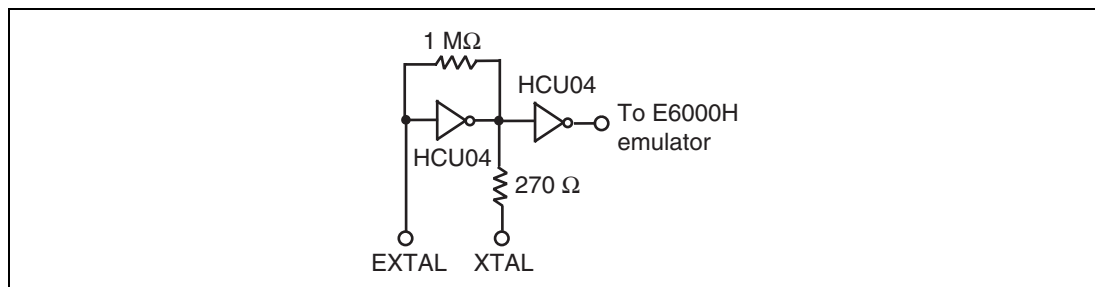 1 MΩ
HCU04
To E6000H
emulator
HCU04
270 Ω
EXTAL
XTAL